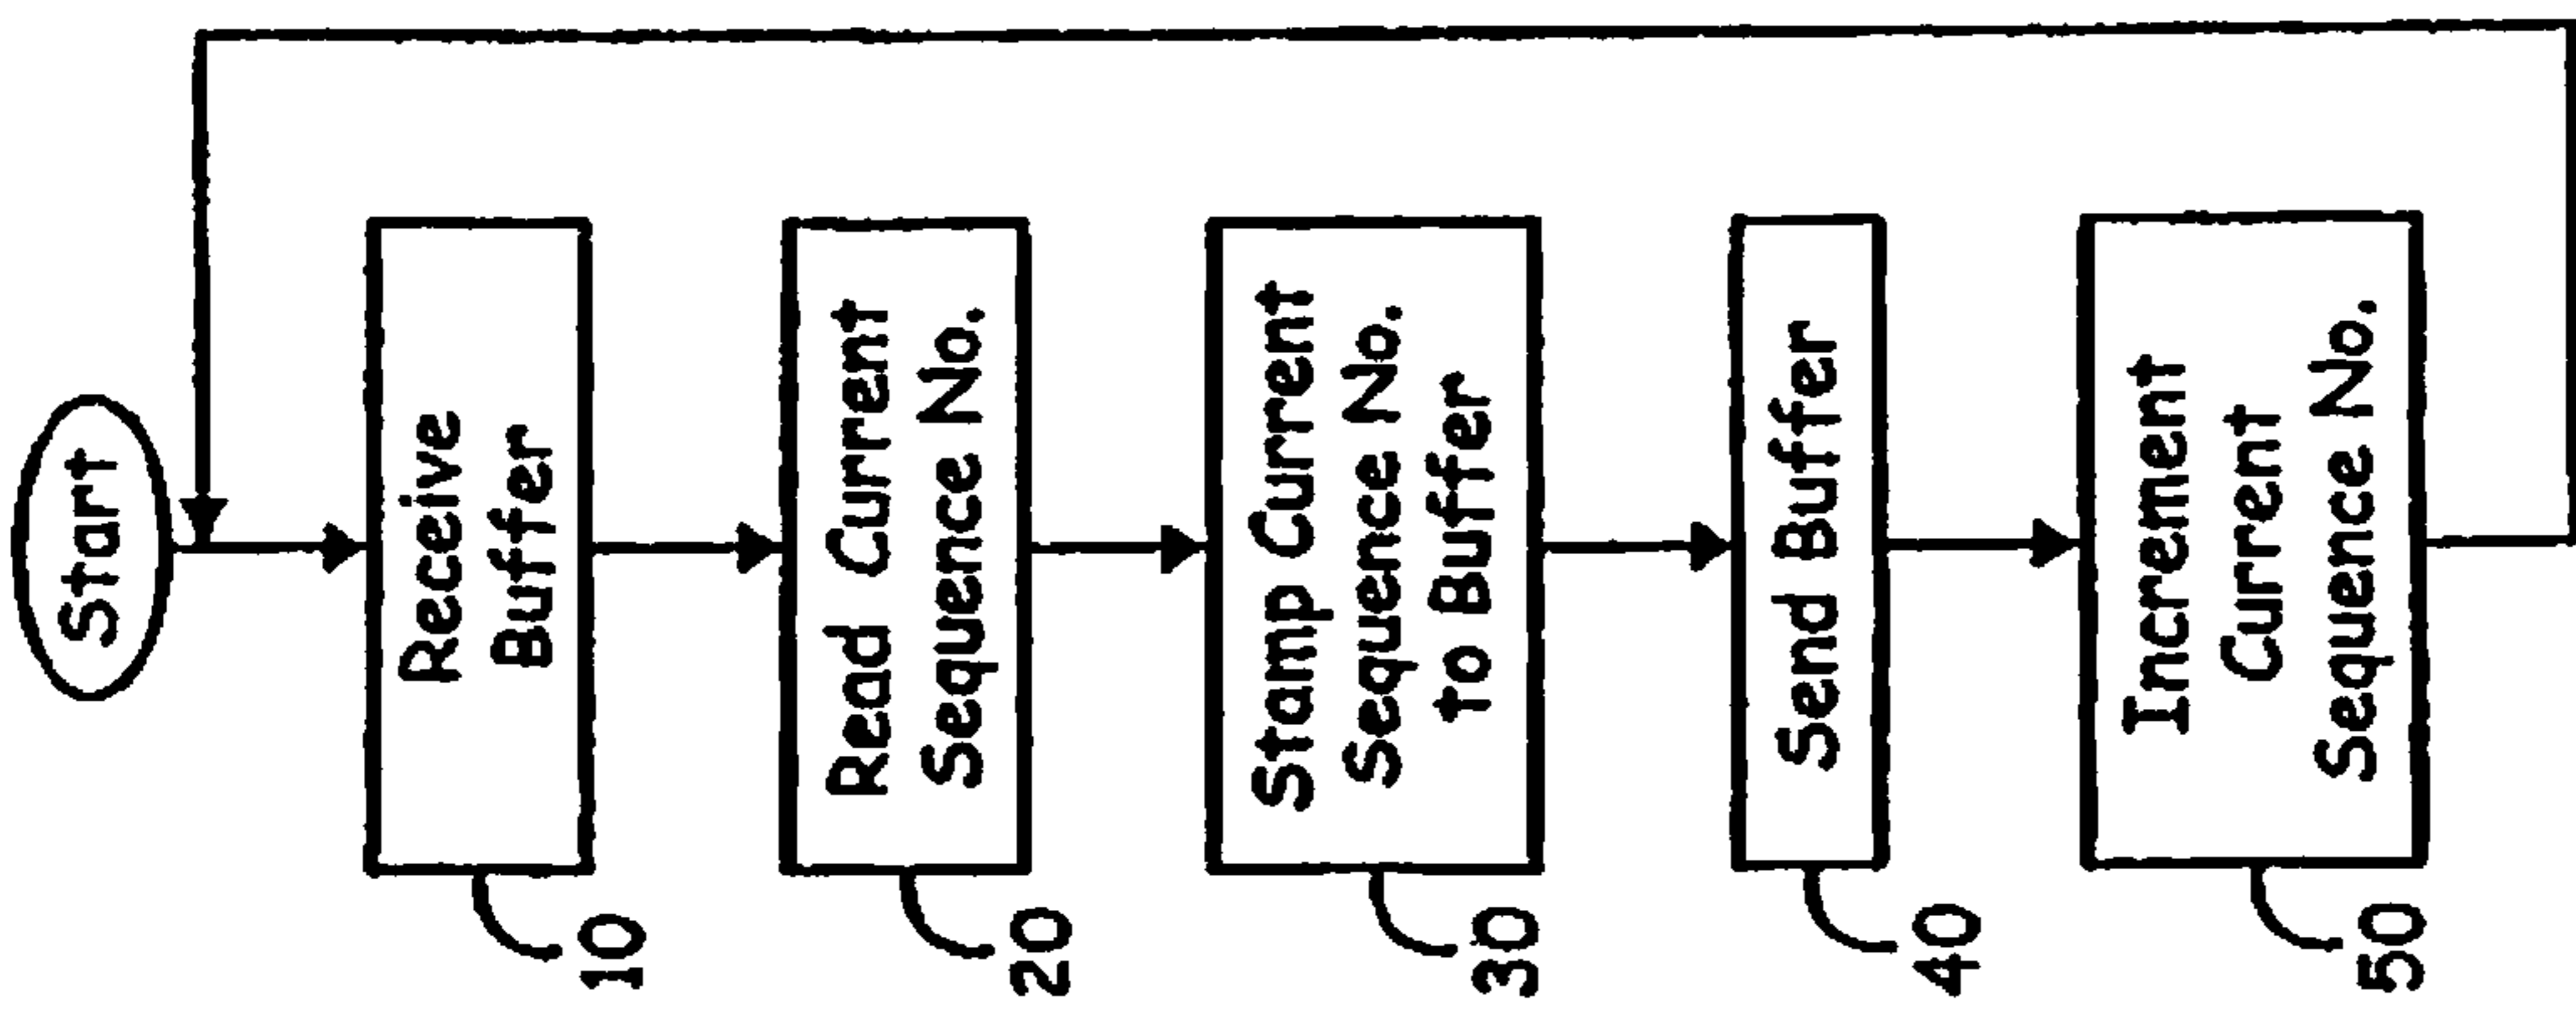 Start
Receive
Buffer
10
Read Current
Sequence No.
20
Stamp Current
Sequence No.
to Buffer
30
Send Buffer
40
Increment
Current
Sequence No.
50